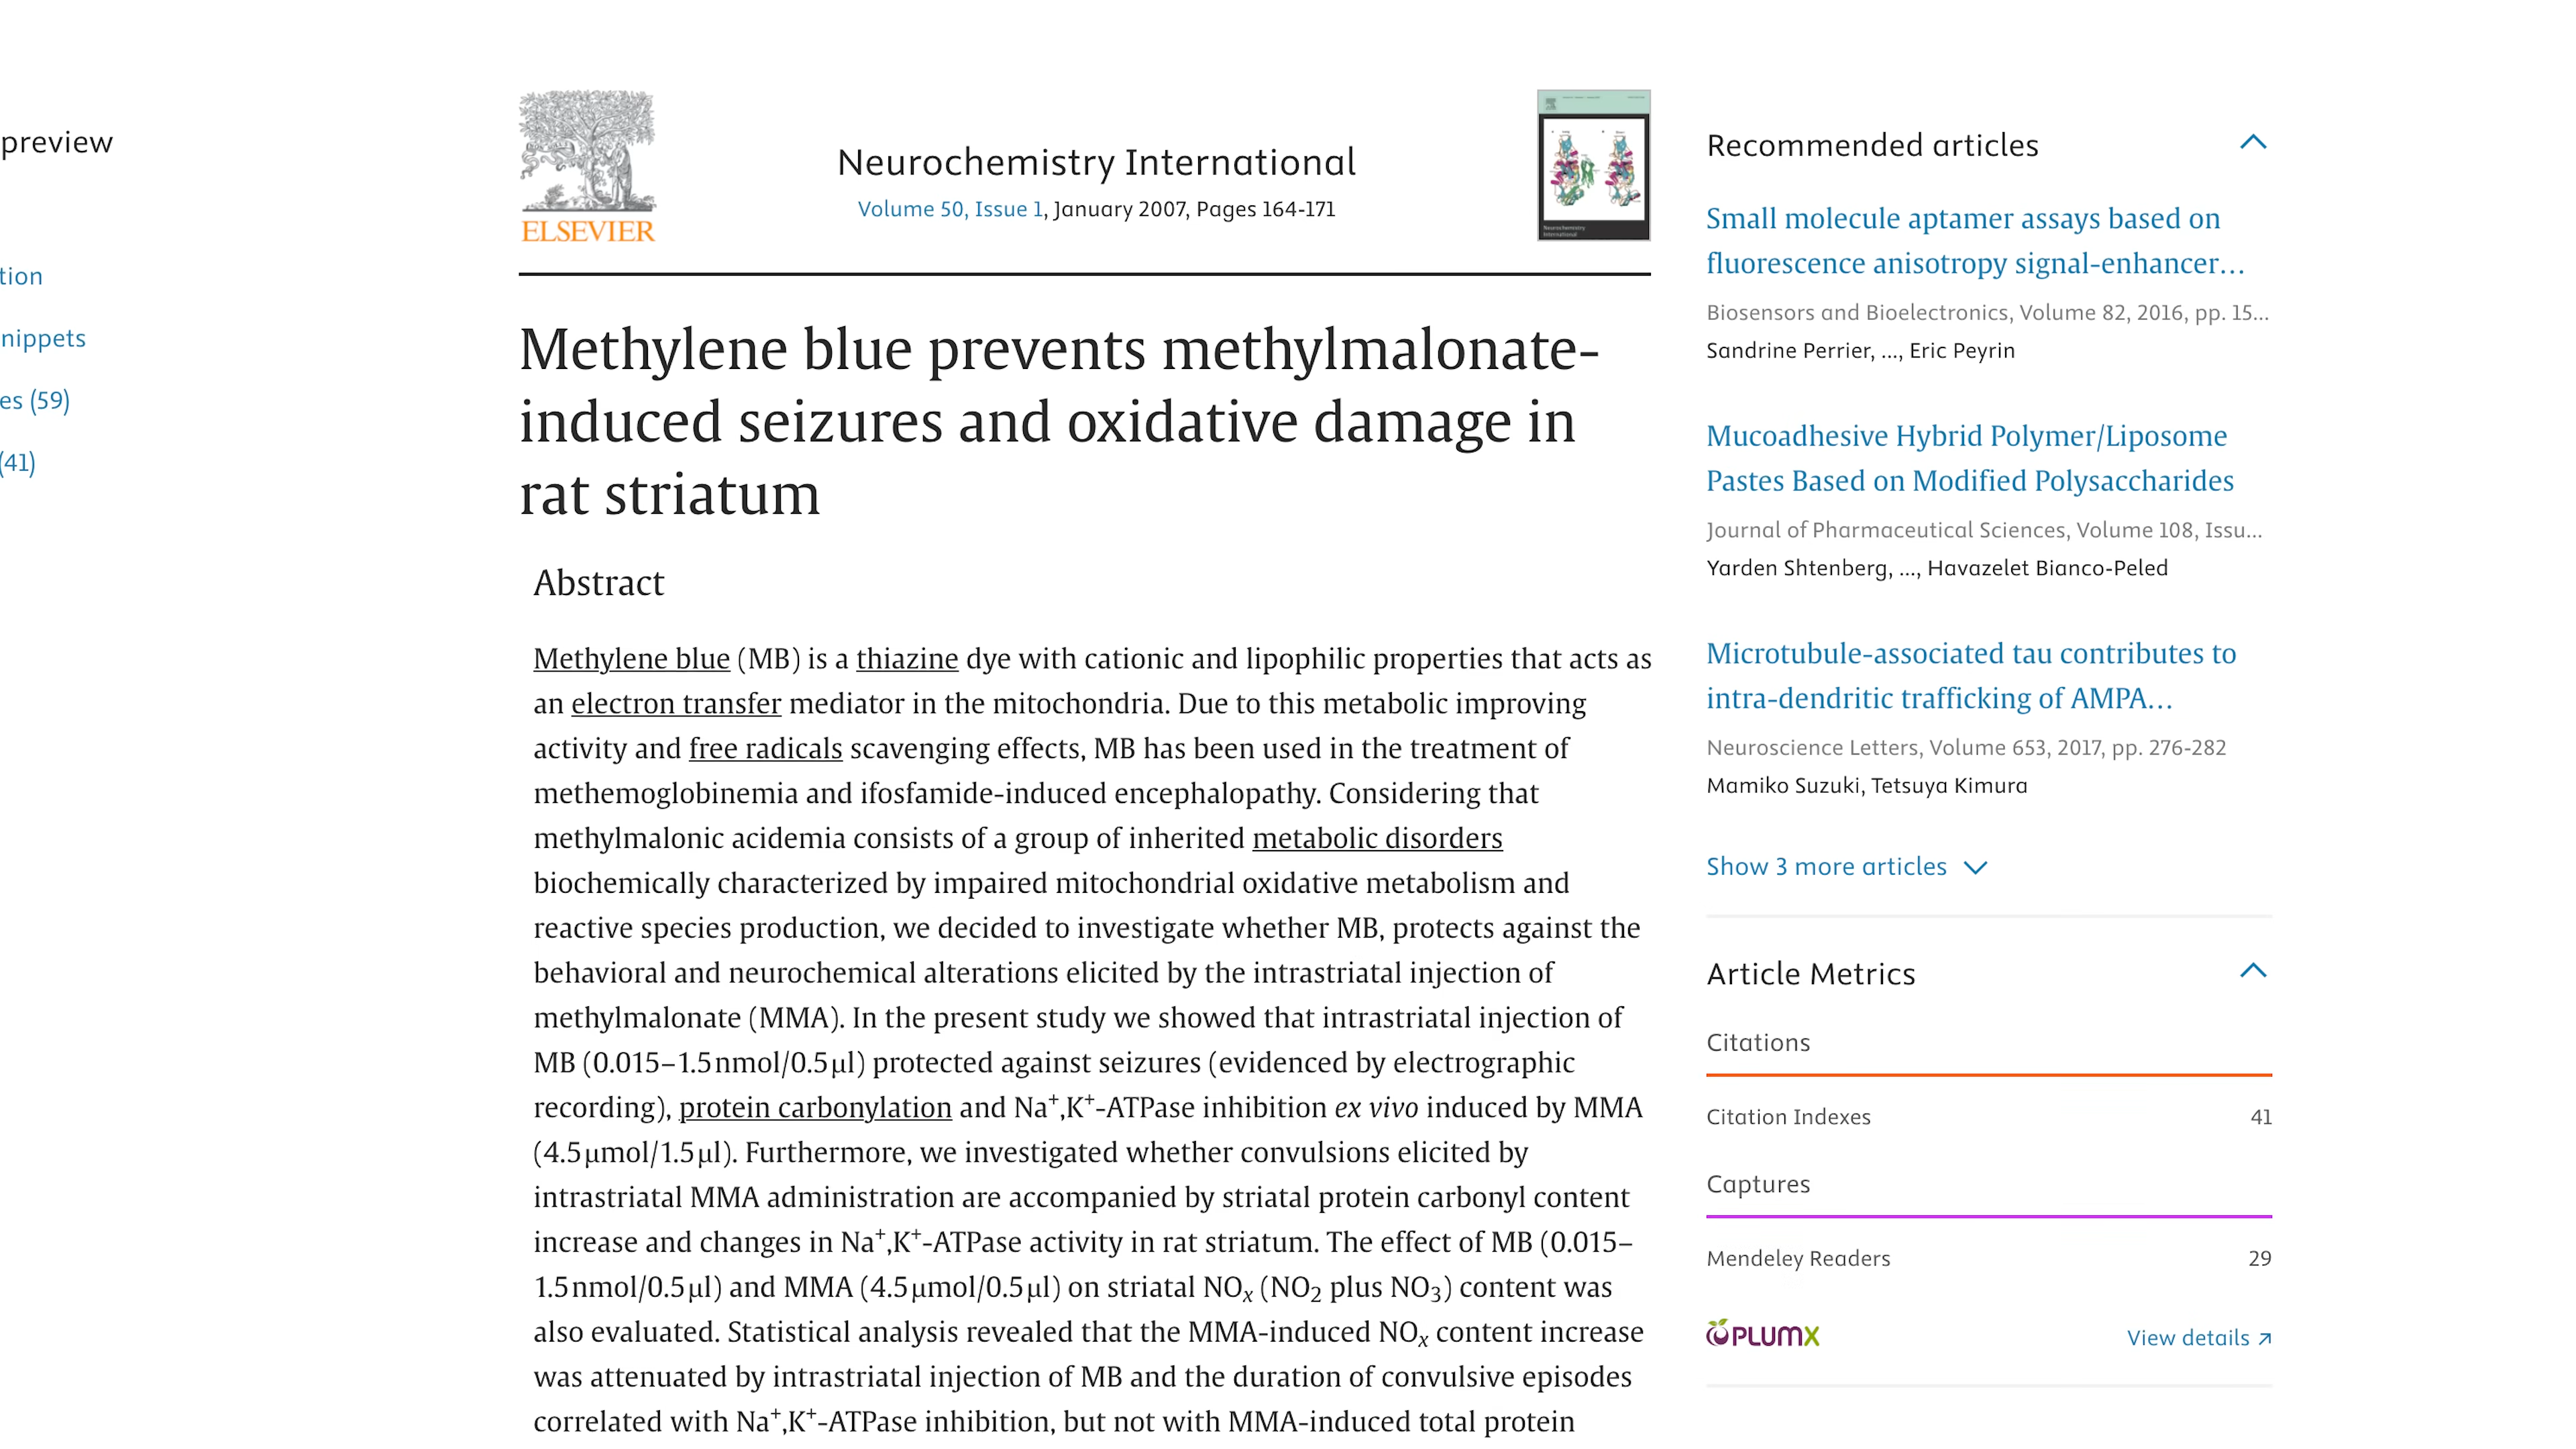 preview
tion
nippets
es (59)
(41)
ELSEVIER
Neurochemistry International
Volume 50, Issue 1, January 2007, Pages 164-171
Neurochemistry
International
Methylene blue prevents methylmalonate-
induced seizures and oxidative damage in
rat striatum
Abstract
Methylene blue (MB) is a thiazine dye with cationic and lipophilic properties that acts as
an electron transfer mediator in the mitochondria. Due to this metabolic improving
activity and free radicals scavenging effects, MB has been used in the treatment of
methemoglobinemia and ifosfamide-induced encephalopathy. Considering that
methylmalonic acidemia consists of a group of inherited metabolic disorders
biochemically characterized by impaired mitochondrial oxidative metabolism and
reactive species production, we decided to investigate whether MB, protects against the
behavioral and neurochemical alterations elicited by the intrastriatal injection of
methylmalonate (MMA). In the present study we showed that intrastriatal injection of
MB (0.015–1.5 nmol/0.5 μl) protected against seizures (evidenced by electrographic
recording), protein carbonylation and Na⁺,K⁺-ATPase inhibition ex vivo induced by MMA
(4.5 μmol/1.5 μl). Furthermore, we investigated whether convulsions elicited by
intrastriatal MMA administration are accompanied by striatal protein carbonyl content
increase and changes in Na⁺,K⁺-ATPase activity in rat striatum. The effect of MB (0.015–
1.5 nmol/0.5 μl) and MMA (4.5 μmol/0.5 μl) on striatal NOₓ (NO₂ plus NO₃) content was
also evaluated. Statistical analysis revealed that the MMA-induced NOₓ content increase
was attenuated by intrastriatal injection of MB and the duration of convulsive episodes
correlated with Na⁺,K⁺-ATPase inhibition, but not with MMA-induced total protein
Recommended articles
Small molecule aptamer assays based on
fluorescence anisotropy signal-enhancer...
Biosensors and Bioelectronics, Volume 82, 2016, pp. 15...
Sandrine Perrier, ..., Eric Peyrin
Mucoadhesive Hybrid Polymer/Liposome
Pastes Based on Modified Polysaccharides
Journal of Pharmaceutical Sciences, Volume 108, Issu...
Yarden Shtenberg, ..., Havazelet Bianco-Peled
Microtubule-associated tau contributes to
intra-dendritic trafficking of AMPA...
Neuroscience Letters, Volume 653, 2017, pp. 276-282
Mamiko Suzuki, Tetsuya Kimura
Show 3 more articles
Article Metrics
Citations
Citation Indexes 41
Captures
Mendeley Readers 29
PLUMX
View details